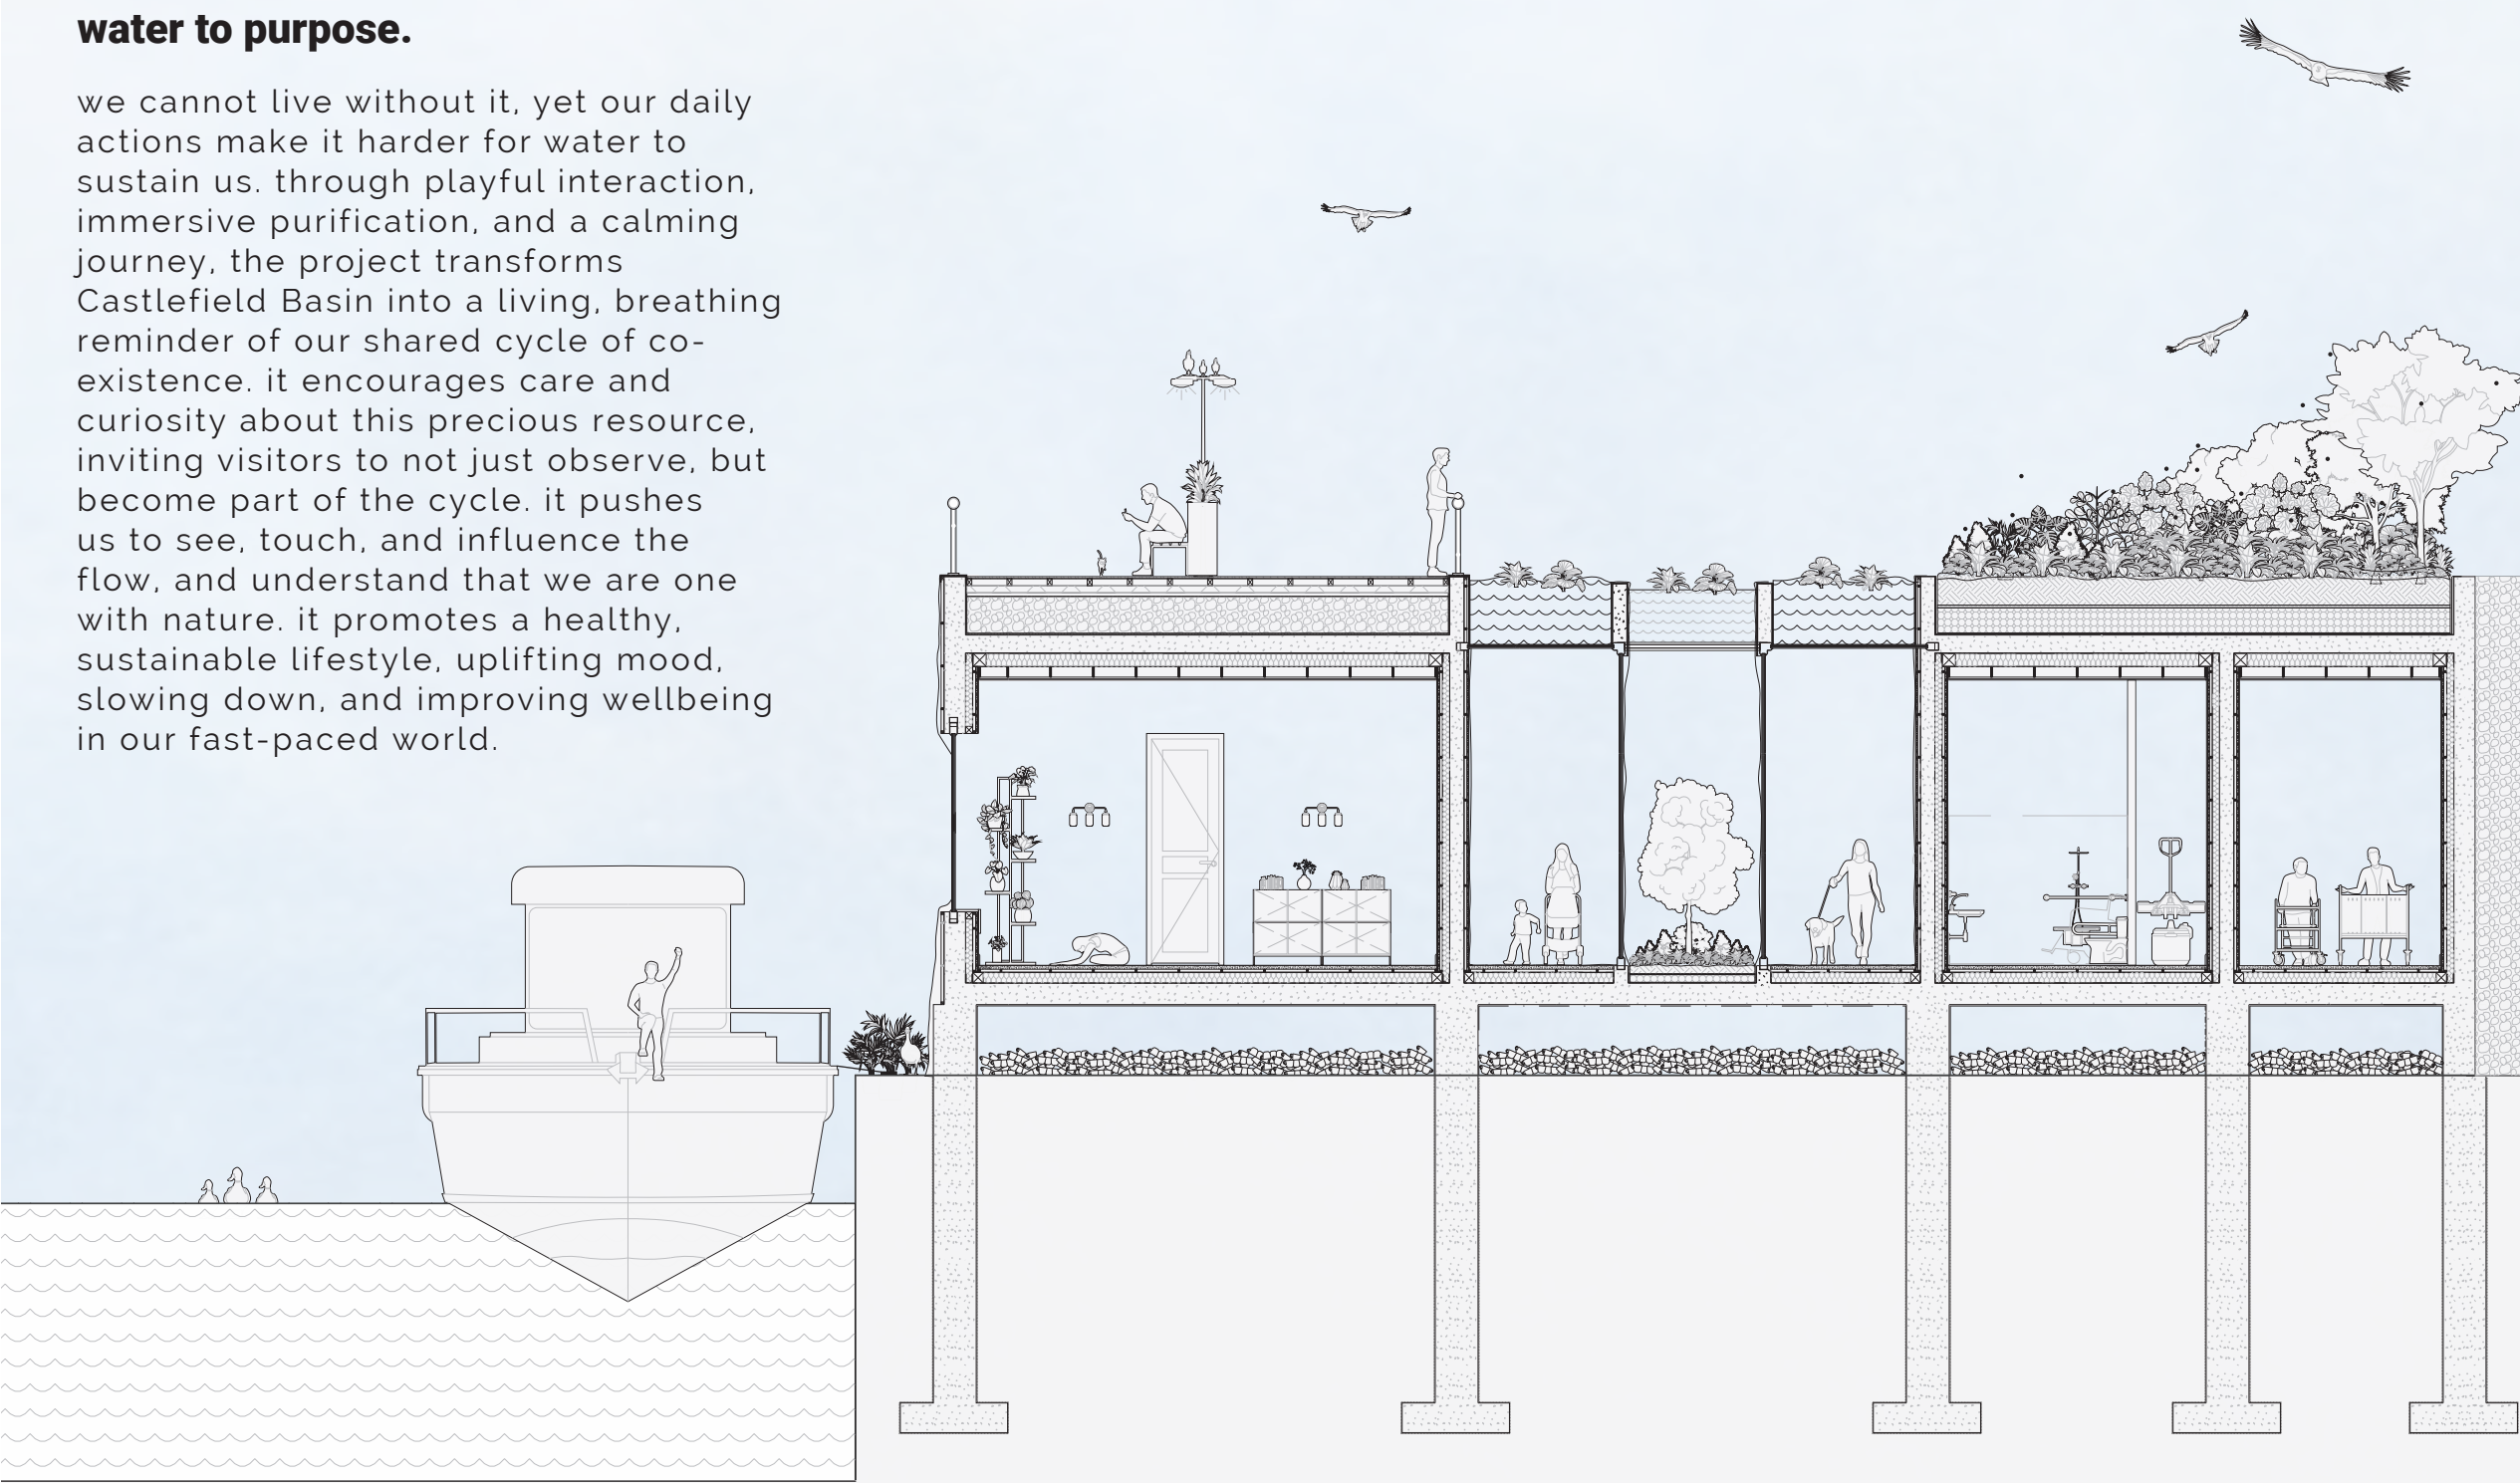 water to purpose.
we cannot live without it, yet our daily
actions make it harder for water to
sustain us. through playful interaction,
immersive purification, and a calming
journey, the project transforms
Castlefield Basin into a living, breathing
reminder of our shared cycle of co-
existence. it encourages care and
curiosity about this precious resource,
inviting visitors to not just observe, but
become part of the cycle. it pushes
us to see, touch, and influence the
flow, and understand that we are one
with nature. it promotes a healthy,
sustainable lifestyle, uplifting mood,
slowing down, and improving wellbeing
in our fast-paced world.